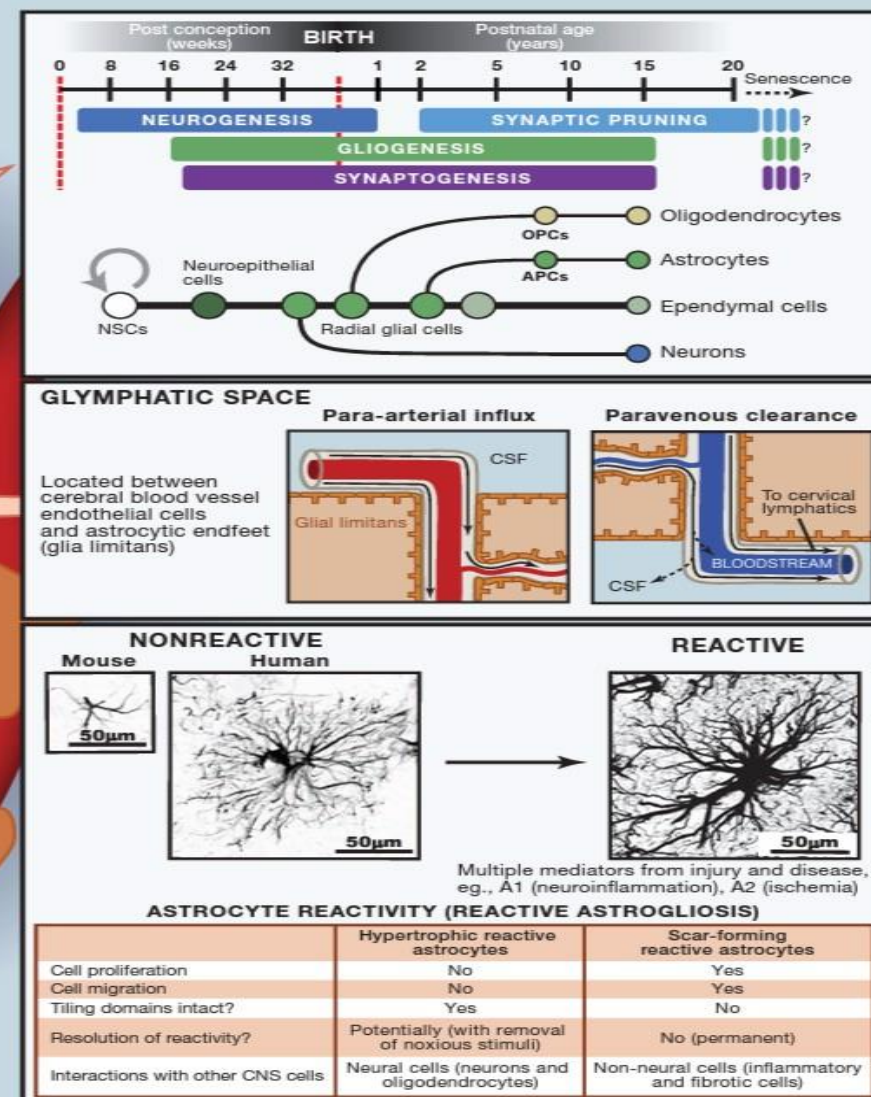 Post conception (weeks)
BIRTH
Postnatal age (years)
0 8 16 24 32 1 2 5 10 15 20
Senescence
NEUROGENESIS
SYNAPTIC PRUNING
?
GLIOGENESIS
?
SYNAPTOGENESIS
?
Oligodendrocytes
OPCs
Astrocytes
APCs
Neuroepithelial
cells
Ependymal cells
NSCs
Radial glial cells
Neurons
GLYMPHATIC SPACE
Located between
cerebral blood vessel
endothelial cells
and astrocytic endfeet
(glia limitans)
Para-arterial influx
CSF
Glial limitans
Paravenous clearance
To cervical
lymphatics
BLOODSTREAM
CSF
NONREACTIVE
Mouse
Human
50µm
50µm
REACTIVE
50µm
Multiple mediators from injury and disease,
eg., A1 (neuroinflammation), A2 (ischemia)
ASTROCYTE REACTIVITY (REACTIVE ASTROGLIOSIS)
Hypertrophic reactive astrocytes
Scar-forming reactive astrocytes
Cell proliferation No Yes
Cell migration No Yes
Tiling domains intact? Yes No
Resolution of reactivity? Potentially (with removal of noxious stimuli) No (permanent)
Interactions with other CNS cells Neural cells (neurons and oligodendrocytes) Non-neural cells (inflammatory and fibrotic cells)